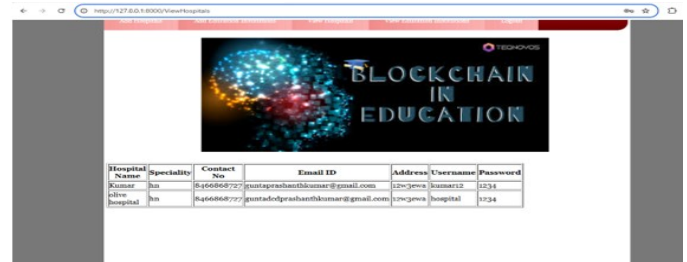 http://127.0.0.1:8000/ViewHospitals
Logout
TECNOVOS
BLOCKCHAIN
IN
EDUCATION
Hospital Name Speciality Contact No Email ID Address Username Password
Kumar hn 8466868727 guntaprashanthkumar@gmail.com 12w3ewa kumar12 1234
olive hospital hn 8466868727 guntadcdprashanthkumar@gmail.com 12w3ewa hospital 1234